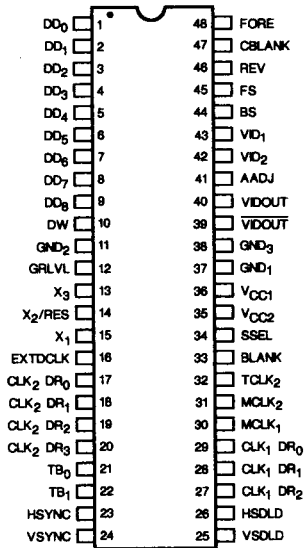 DD0 1 48 FORE
DD1 2 47 CBLANK
DD2 3 46 REV
DD3 4 45 FS
DD4 5 44 BS
DD5 6 43 VID1
DD6 7 42 VID2
DD7 8 41 AADJ
DD8 9 40 VIDOUT
DW 10 39 VIDOUT
GND2 11 38 GND3
GRLVL 12 37 GND1
X3 13 36 VCC1
X2/RES 14 35 VCC2
X1 15 34 SSEL
EXTDCLK 16 33 BLANK
CLK2 DR0 17 32 TCLK2
CLK2 DR1 18 31 MCLK2
CLK2 DR2 19 30 MCLK1
CLK2 DR3 20 29 CLK1 DR0
TB0 21 28 CLK1 DR1
TB1 22 27 CLK1 DR2
HSYNC 23 26 HSDLD
VSYNC 24 25 VSDLD